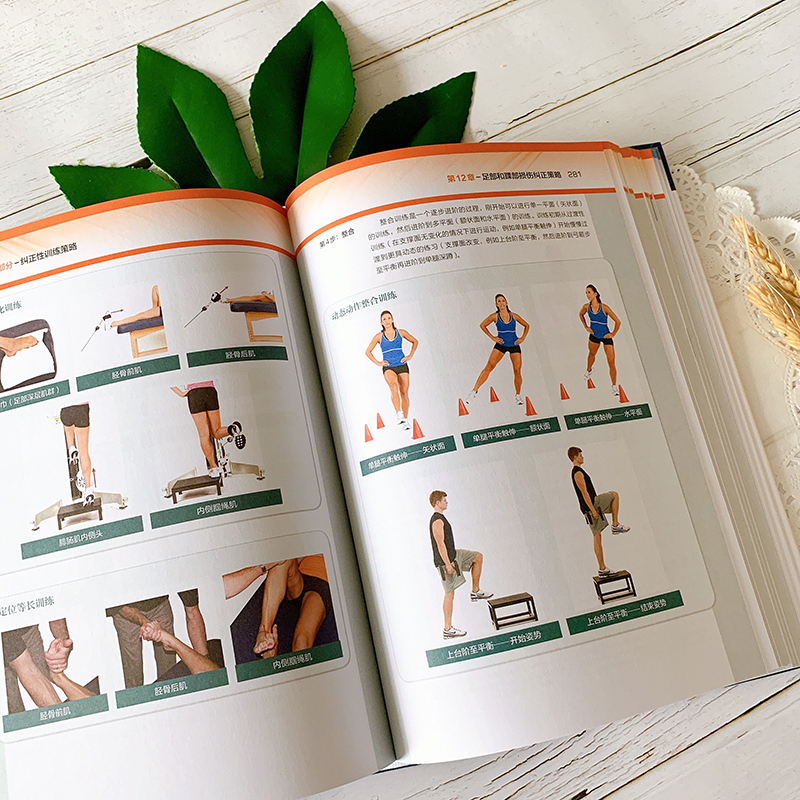 部分-纠正性训练策略
化训练
巾（足部深层肌群）
胫骨前肌
胫骨后肌
腓肠肌内侧头
内侧腘绳肌
定位等长训练
胫骨前肌
胫骨后肌
内侧腘绳肌
第12章-足部和踝部损伤纠正策略 281
第4步：整合
整合训练是一个逐步进阶的过程，刚开始可以进行单一平面（矢状面）
的训练，然后进阶到多平面（额状面和水平面）的训练，训练初期从过渡性
训练（在支撑面无变化的情况下进行运动，例如单腿平衡触伸）开始慢慢过
渡到更具动态的练习（支撑面改变，例如上台阶至平衡，然后进阶到弓箭步
至平衡再进阶到单腿深蹲）。
动态动作整合训练
单腿平衡触伸——矢状面
单腿平衡触伸——额状面
单腿平衡触伸——水平面
上台阶至平衡——开始姿势
上台阶至平衡——结束姿势